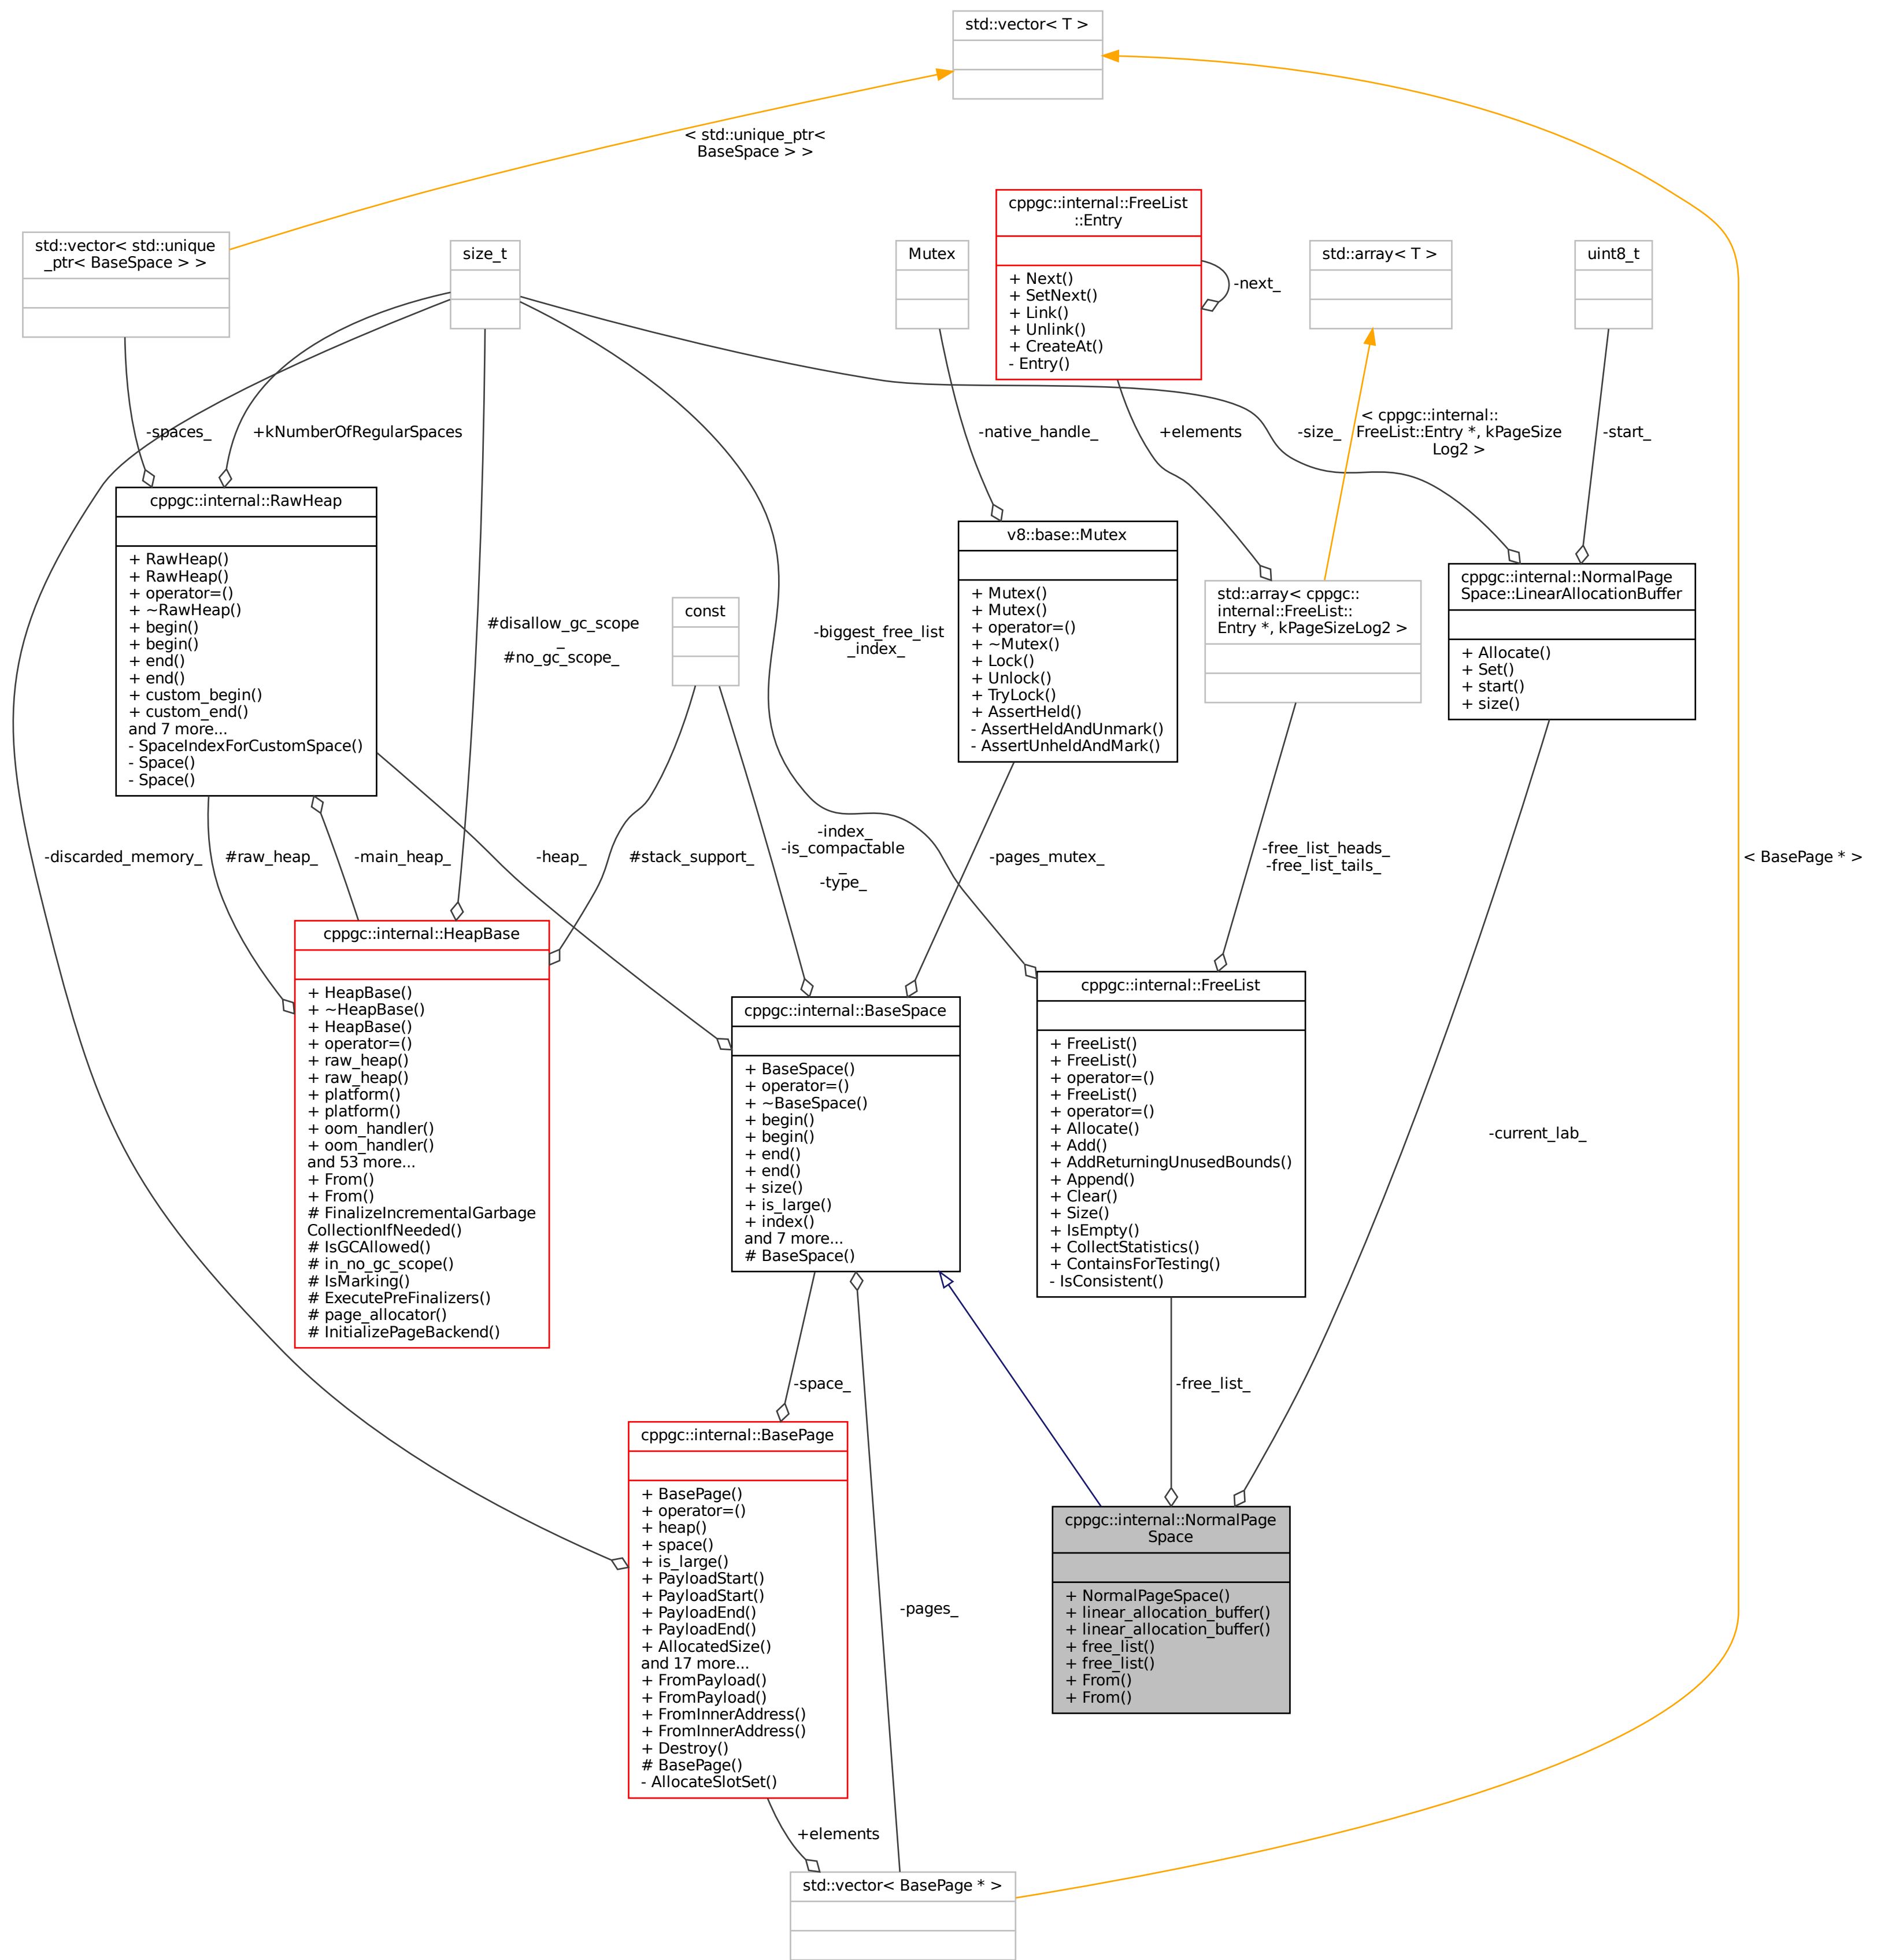 std::vector< T >
< std::unique_ptr<
BaseSpace > >
cppgc::internal::FreeList
::Entry
+ Next()
+ SetNext()
+ Link()
+ Unlink()
+ CreateAt()
- Entry()
-next_
std::vector< std::unique
_ptr< BaseSpace > >
size_t
Mutex
std::array< T >
uint8_t
-spaces_
+kNumberOfRegularSpaces
-native_handle_
+elements
-size_
< cppgc::internal::
FreeList::Entry *, kPageSize
Log2 >
-start_
cppgc::internal::RawHeap
+ RawHeap()
+ RawHeap()
+ operator=()
+ ~RawHeap()
+ begin()
+ begin()
+ end()
+ end()
+ custom_begin()
+ custom_end()
and 7 more...
- SpaceIndexForCustomSpace()
- Space()
- Space()
#disallow_gc_scope
_
#no_gc_scope_
const
-biggest_free_list
_index_
v8::base::Mutex
+ Mutex()
+ Mutex()
+ operator=()
+ ~Mutex()
+ Lock()
+ Unlock()
+ TryLock()
+ AssertHeld()
- AssertHeldAndUnmark()
- AssertUnheldAndMark()
std::array< cppgc::
internal::FreeList::
Entry *, kPageSizeLog2 >
cppgc::internal::NormalPage
Space::LinearAllocationBuffer
+ Allocate()
+ Set()
+ start()
+ size()
-discarded_memory_
#raw_heap_
-main_heap_
-heap_
#stack_support_
-index_
-is_compactable
_
-type_
-pages_mutex_
-free_list_heads_
-free_list_tails_
< BasePage * >
cppgc::internal::HeapBase
+ HeapBase()
+ ~HeapBase()
+ HeapBase()
+ operator=()
+ raw_heap()
+ raw_heap()
+ platform()
+ platform()
+ oom_handler()
+ oom_handler()
and 53 more...
+ From()
+ From()
# FinalizeIncrementalGarbage
CollectionIfNeeded()
# IsGCAllowed()
# in_no_gc_scope()
# IsMarking()
# ExecutePreFinalizers()
# page_allocator()
# InitializePageBackend()
cppgc::internal::BaseSpace
+ BaseSpace()
+ operator=()
+ ~BaseSpace()
+ begin()
+ begin()
+ end()
+ end()
+ size()
+ is_large()
+ index()
and 7 more...
# BaseSpace()
cppgc::internal::FreeList
+ FreeList()
+ FreeList()
+ operator=()
+ FreeList()
+ operator=()
+ Allocate()
+ Add()
+ AddReturningUnusedBounds()
+ Append()
+ Clear()
+ Size()
+ IsEmpty()
+ CollectStatistics()
+ ContainsForTesting()
- IsConsistent()
-current_lab_
-space_
-free_list_
cppgc::internal::BasePage
+ BasePage()
+ operator=()
+ heap()
+ space()
+ is_large()
+ PayloadStart()
+ PayloadStart()
+ PayloadEnd()
+ PayloadEnd()
+ AllocatedSize()
and 17 more...
+ FromPayload()
+ FromPayload()
+ FromInnerAddress()
+ FromInnerAddress()
+ Destroy()
# BasePage()
- AllocateSlotSet()
-pages_
cppgc::internal::NormalPage
Space
+ NormalPageSpace()
+ linear_allocation_buffer()
+ linear_allocation_buffer()
+ free_list()
+ free_list()
+ From()
+ From()
+elements
std::vector< BasePage * >